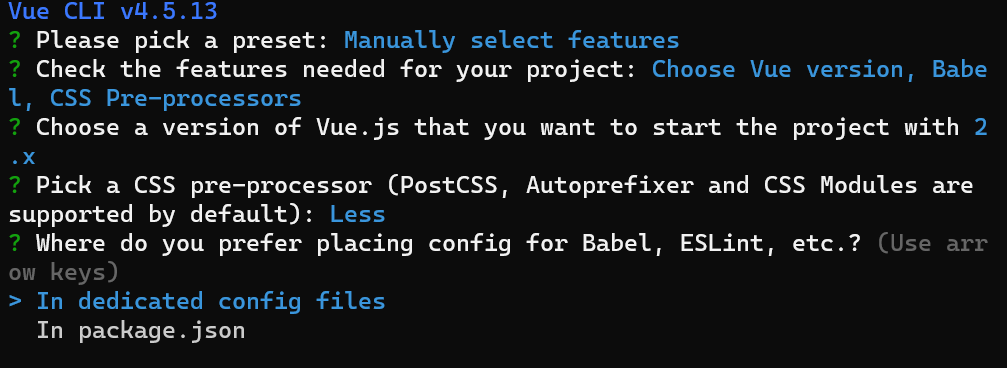 Vue CLI v4.5.13
? Please pick a preset: Manually select features
? Check the features needed for your project: Choose Vue version, Babe
l, CSS Pre-processors
? Choose a version of Vue.js that you want to start the project with 2
.x
? Pick a CSS pre-processor (PostCSS, Autoprefixer and CSS Modules are
supported by default): Less
? Where do you prefer placing config for Babel, ESLint, etc.? (Use arr
ow keys)
> In dedicated config files
  In package.json